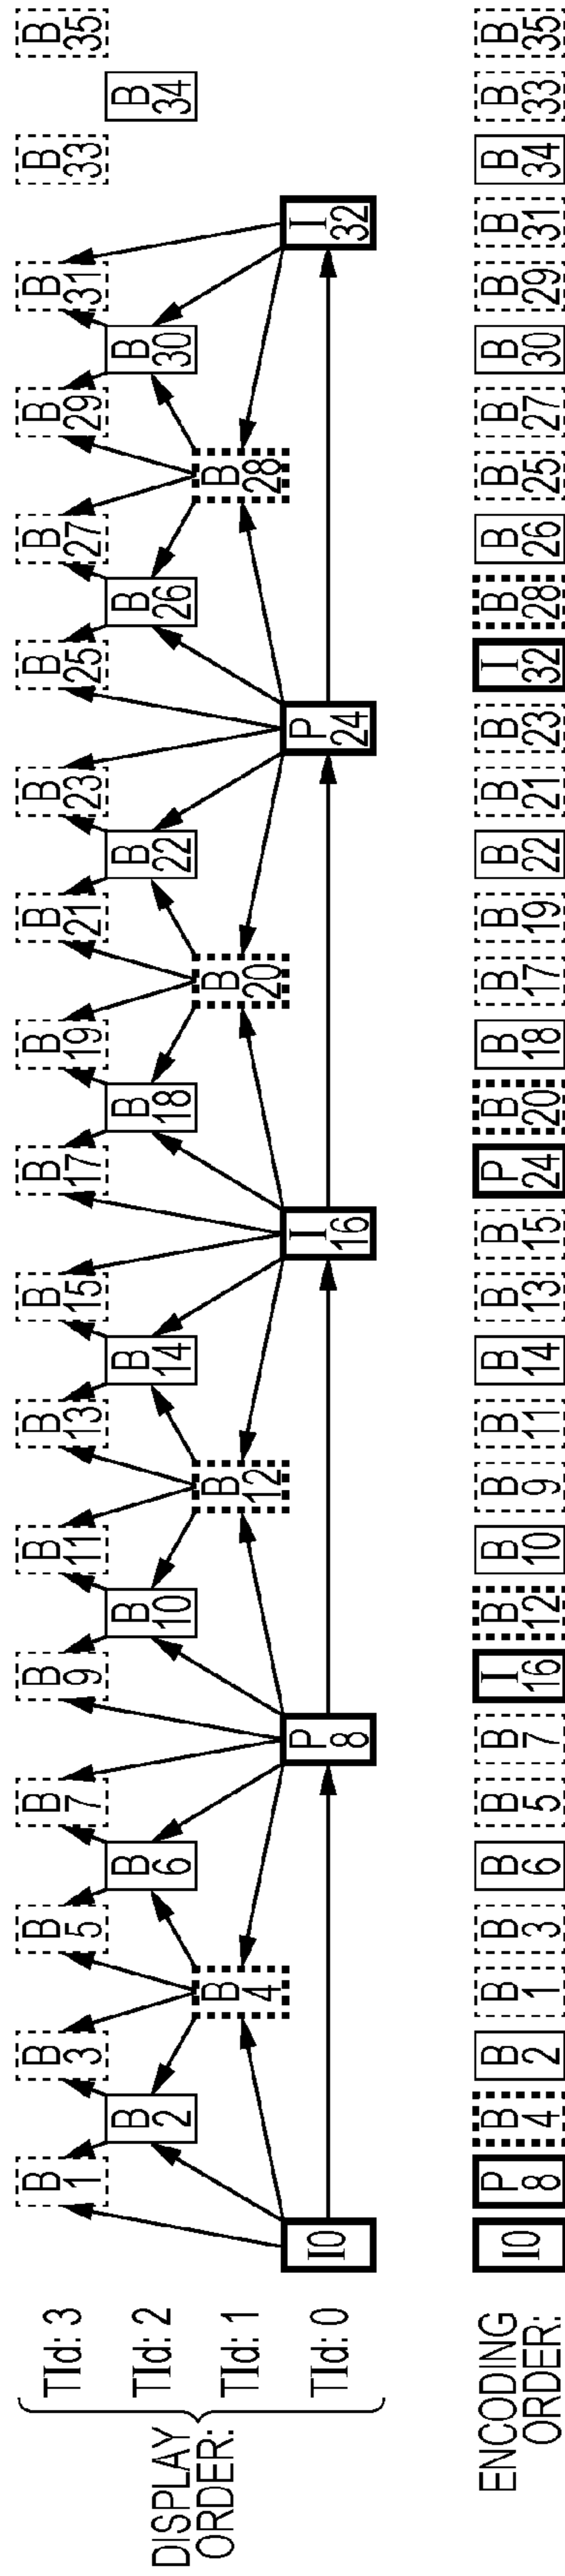 DISPLAY
ORDER:
TId: 3
B B B B B B B B B B B B B B B B B B
1 3 5 7 9 11 13 15 17 19 21 23 25 27 29 31 33 35
TId: 2
B B B B B B B B B
2 6 10 14 18 22 26 30 34
TId: 1
B B B B
4 12 20 28
TId: 0
I0 P I P I
8 16 24 32
ENCODING
ORDER:
I0 P B B B B B B B I B B B B B B B P B B B B B B B I B B B B B B B B B B
8 4 2 1 3 6 5 7 16 12 10 9 11 14 13 15 24 20 18 17 19 22 21 23 32 28 26 25 27 30 29 31 34 33 35